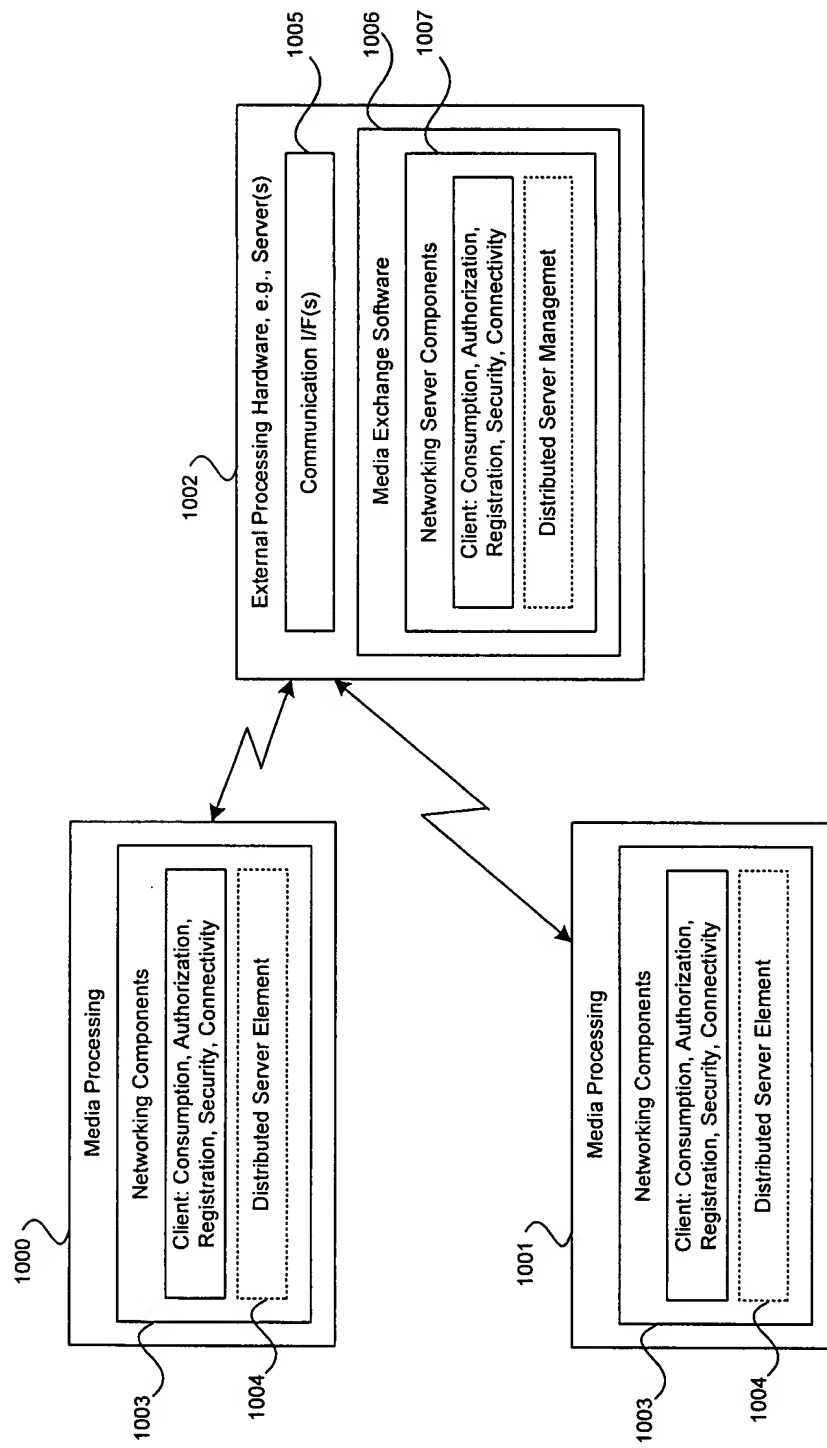 1000
Media Processing
Networking Components
Client: Consumption, Authorization,
Registration, Security, Connectivity
Distributed Server Element
1003
1004
1002
External Processing Hardware, e.g., Server(s)
Communication I/F(s)
Media Exchange Software
Networking Server Components
Client: Consumption, Authorization,
Registration, Security, Connectivity
Distributed Server Managemet
1005
1006
1007
1001
Media Processing
Networking Components
Client: Consumption, Authorization,
Registration, Security, Connectivity
Distributed Server Element
1003
1004